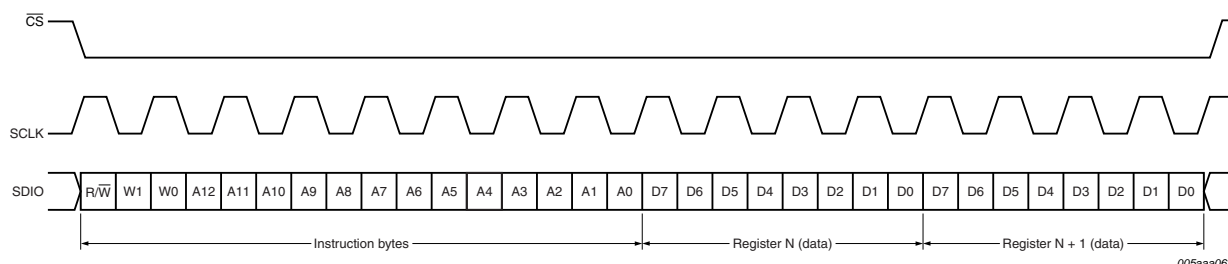 CS
SCLK
SDIO R/W W1 W0 A12 A11 A10 A9 A8 A7 A6 A5 A4 A3 A2 A1 A0 D7 D6 D5 D4 D3 D2 D1 D0 D7 D6 D5 D4 D3 D2 D1 D0
Instruction bytes Register N (data) Register N + 1 (data)